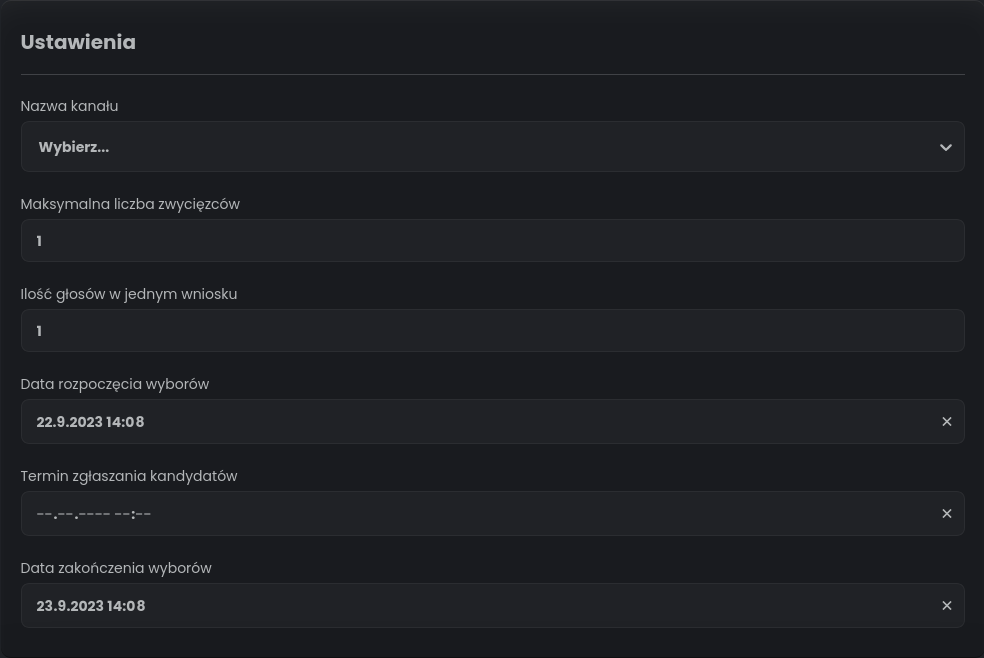 Ustawienia
Nazwa kanału
Wybierz...
Maksymalna liczba zwycięzców
1
Ilość głosów w jednym wniosku
1
Data rozpoczęcia wyborów
22.9.2023 14:08
Termin zgłaszania kandydatów
--.--.---- --:--
Data zakończenia wyborów
23.9.2023 14:08